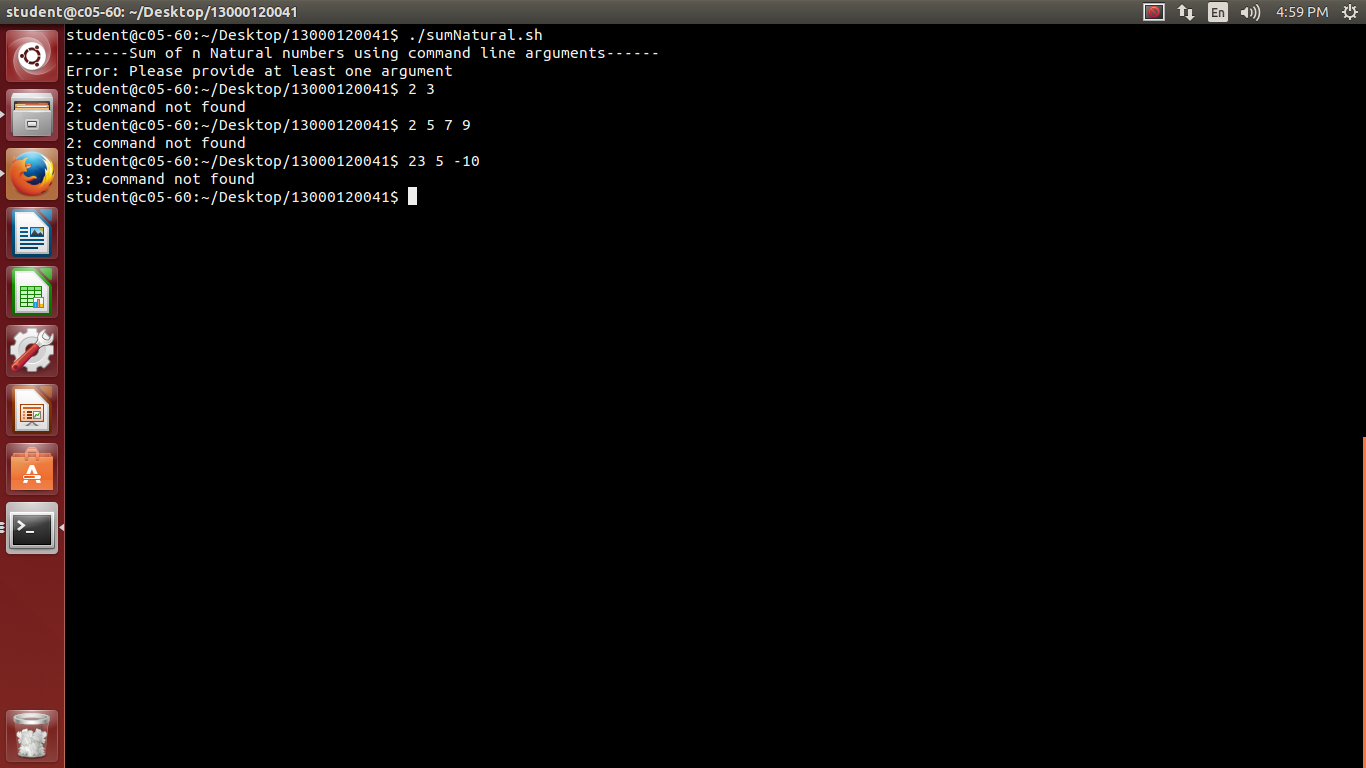 student@c05-60: ~/Desktop/13000120041
En
4:59 PM
student@c05-60:~/Desktop/13000120041$ ./sumNatural.sh
-------Sum of n Natural numbers using command line arguments------
Error: Please provide at least one argument
student@c05-60:~/Desktop/13000120041$ 2 3
2: command not found
student@c05-60:~/Desktop/13000120041$ 2 5 7 9
2: command not found
student@c05-60:~/Desktop/13000120041$ 23 5 -10
23: command not found
student@c05-60:~/Desktop/13000120041$